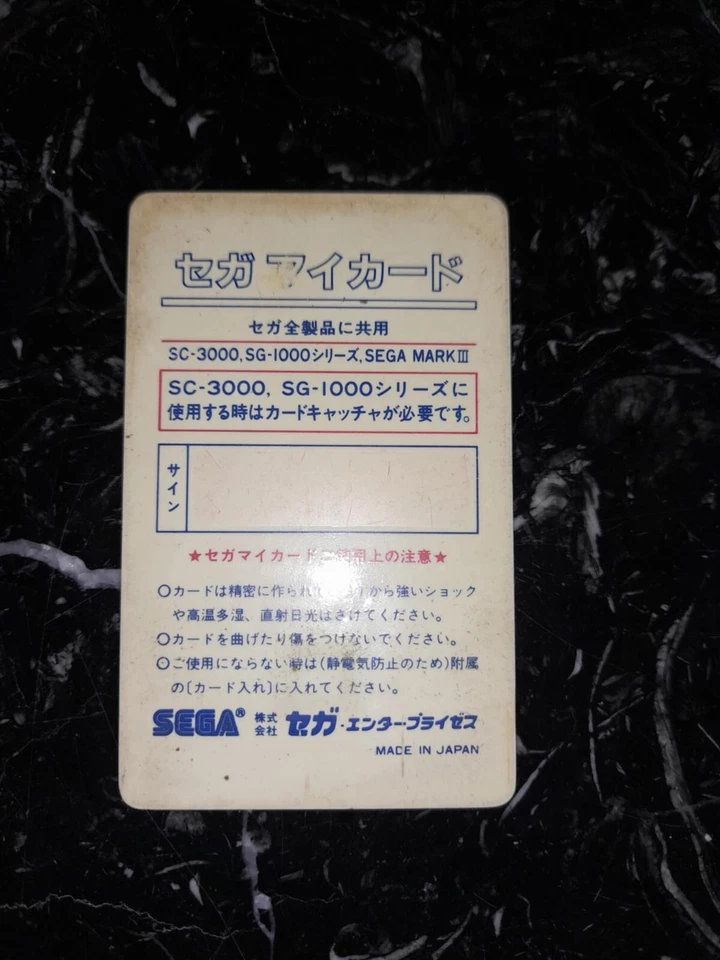 セガ マイカード
セガ全製品に共用
SC-3000, SG-1000シリーズ, SEGA MARKⅢ
SC-3000, SG-1000シリーズに
使用する時はカードキャッチャが必要です。
サイン
★セガマイカード 使用上の注意★
○カードは精密に作られて から強いショック
や高温多湿、直射日光はさけてください。
○カードを曲げたり傷をつけないでください。
○ご使用にならない時は(静電気防止のため)附属
の〔カード入れ〕に入れてください。
SEGA® 株式会社 セガ・エンタープライゼス
MADE IN JAPAN